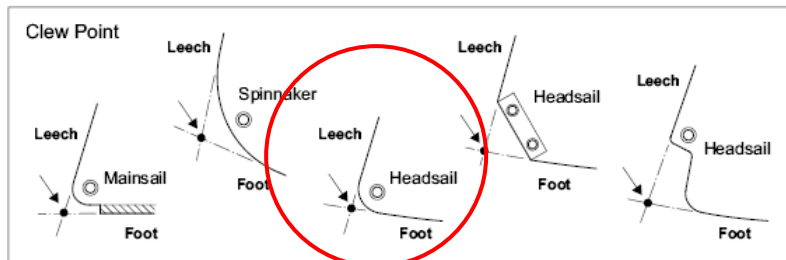 Clew Point
Leech
Mainsail
Foot
Leech
Spinnaker
Foot
Leech
Headsail
Foot
Leech
Headsail
Foot
Leech
Headsail
Foot